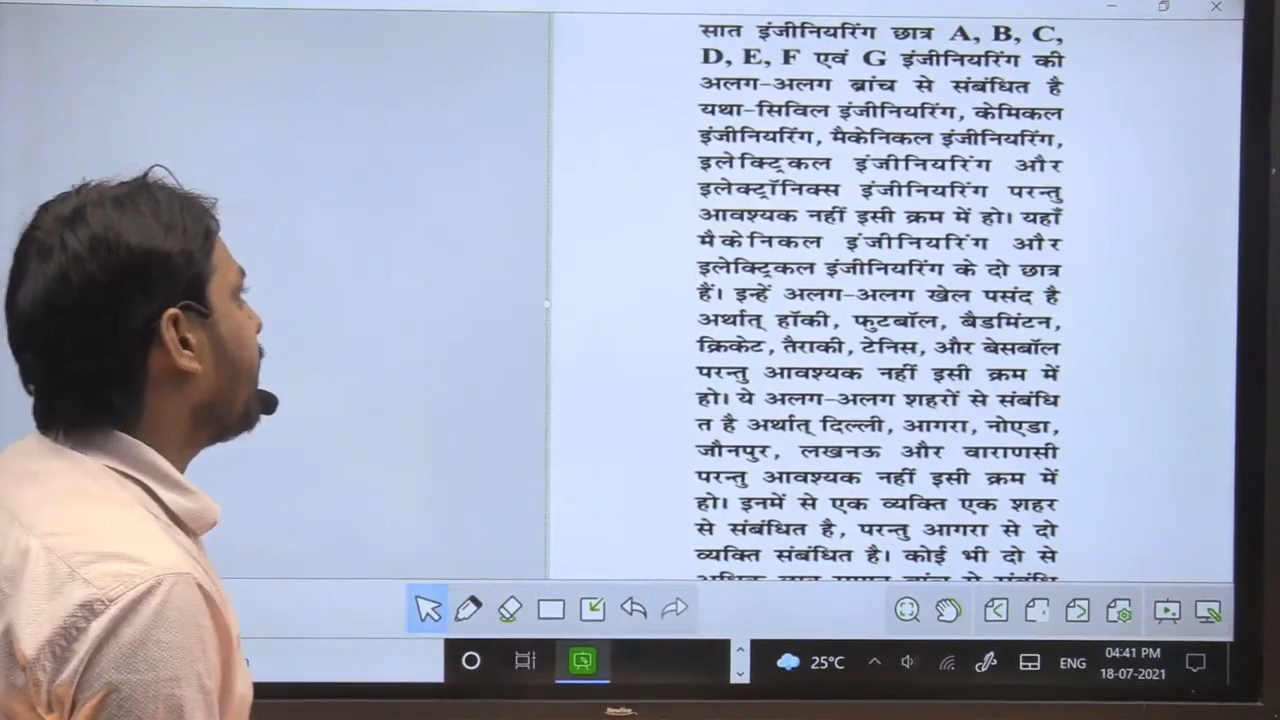 सात इंजीनियरिंग छात्र A, B, C,
D, E, F एवं G इंजीनियरिंग की
अलग-अलग ब्रांच से संबंधित है
यथा-सिविल इंजीनियरिंग, केमिकल
इंजीनियरिंग, मैकेनिकल इंजीनियरिंग,
इलेक्ट्रिकल इंजीनियरिंग और
इलेक्ट्रॉनिक्स इंजीनियरिंग परन्तु
आवश्यक नहीं इसी क्रम में हो। यहाँ
मैकेनिकल इंजीनियरिंग और
इलेक्ट्रिकल इंजीनियरिंग के दो छात्र
हैं। इन्हें अलग-अलग खेल पसंद है
अर्थात् हॉकी, फुटबॉल, बैडमिंटन,
क्रिकेट, तैराकी, टेनिस, और बेसबॉल
परन्तु आवश्यक नहीं इसी क्रम में
हो। ये अलग-अलग शहरों से संबंधि
त है अर्थात् दिल्ली, आगरा, नोएडा,
जौनपुर, लखनऊ और वाराणसी
परन्तु आवश्यक नहीं इसी क्रम में
हो। इनमें से एक व्यक्ति एक शहर
से संबंधित है, परन्तु आगरा से दो
व्यक्ति संबंधित है। कोई भी दो से
25°C ENG 04:41 PM
18-07-2021